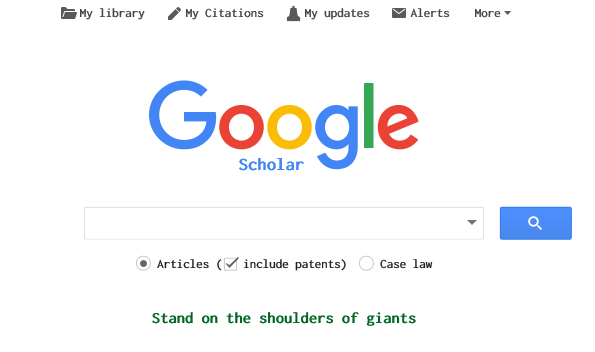 My library My Citations My updates Alerts More
Google
Scholar
Articles (include patents) Case law
Stand on the shoulders of giants